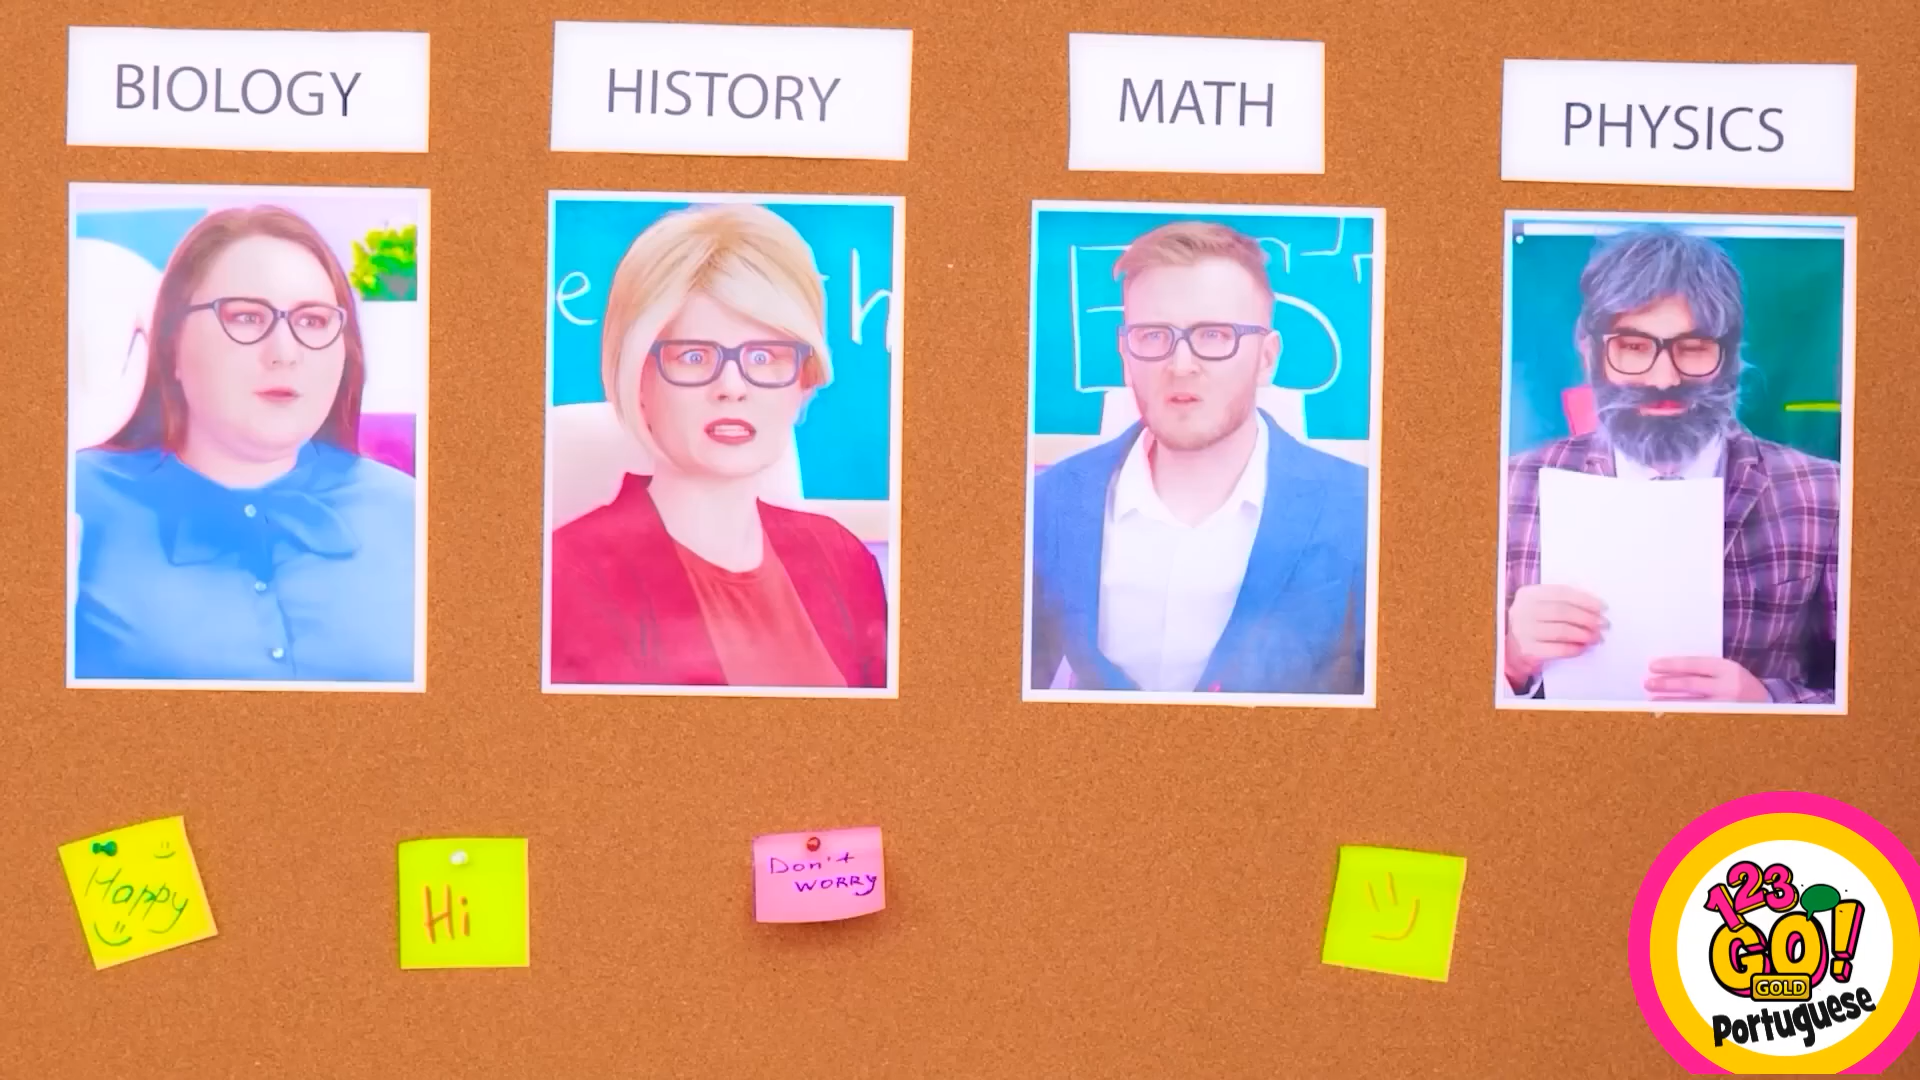 BIOLOGY
HISTORY
MATH
PHYSICS
e
h
Happy
Hi
Don't
WORRY
123
GO!
GOLD
Portuguese